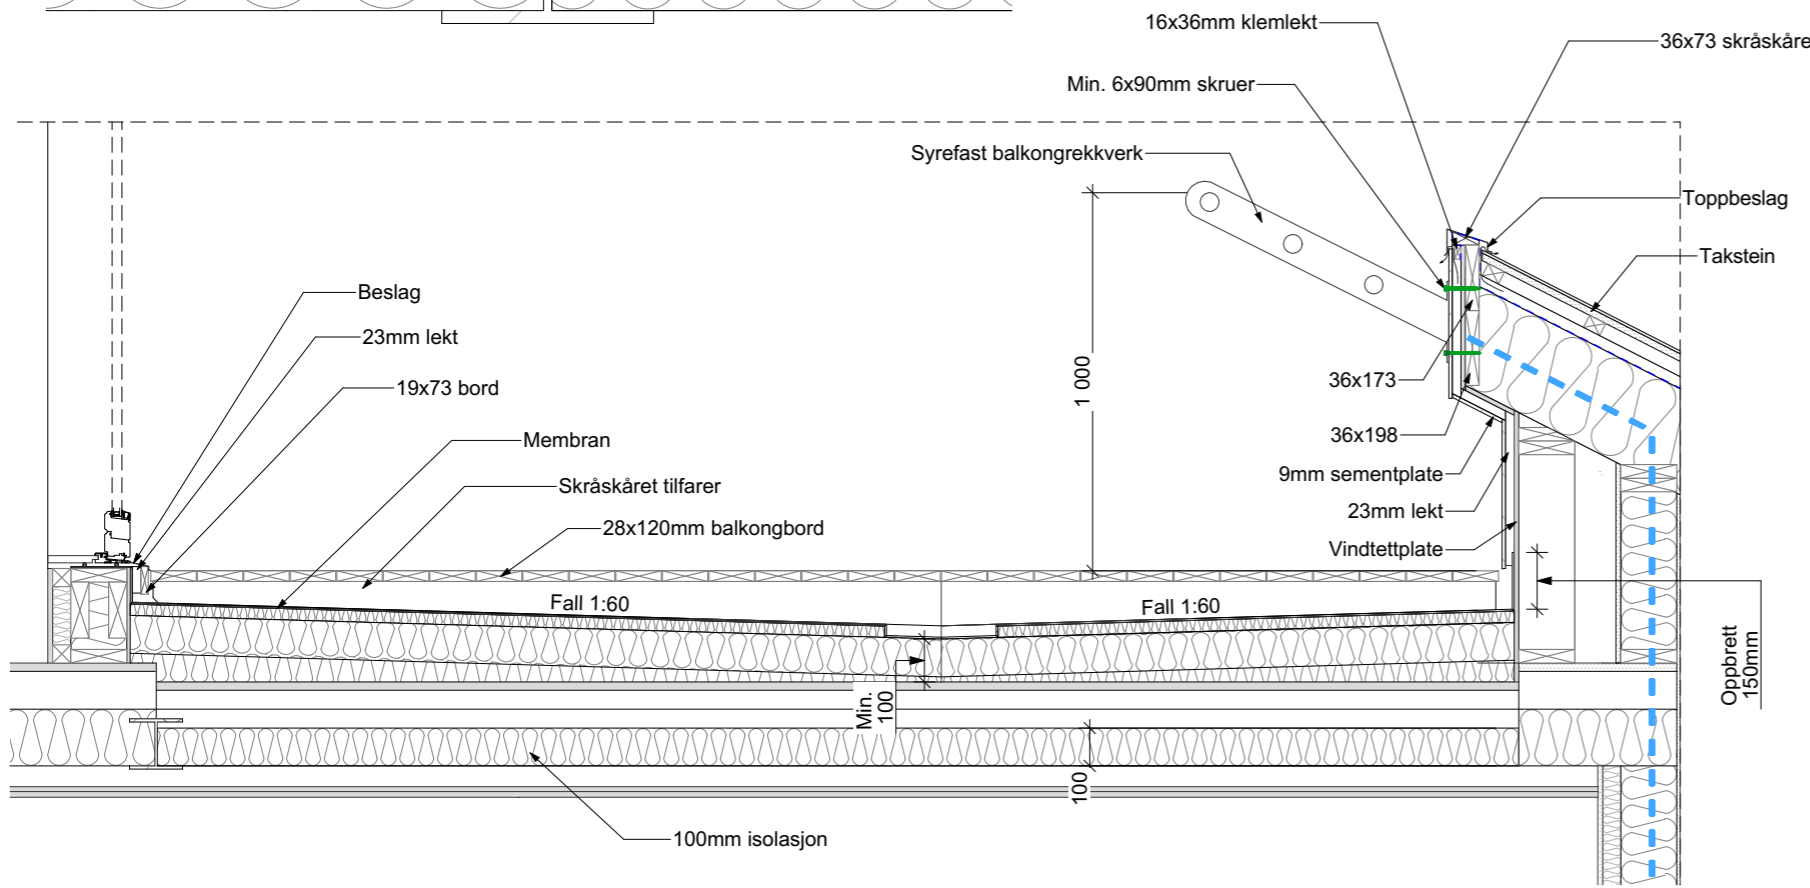 16x36mm klemlekt
36x73 skråskåre
Min. 6x90mm skruer
Syrefast balkongrekkverk
Toppbeslag
Takstein
Beslag
23mm lekt
19x73 bord
1 000
36x173
Membran
36x198
9mm sementplate
Skråskåret tilfarer
23mm lekt
28x120mm balkongbord
Vindtettplate
Fall 1:60
Fall 1:60
Oppbrett
150mm
Min.
100
100
100mm isolasjon